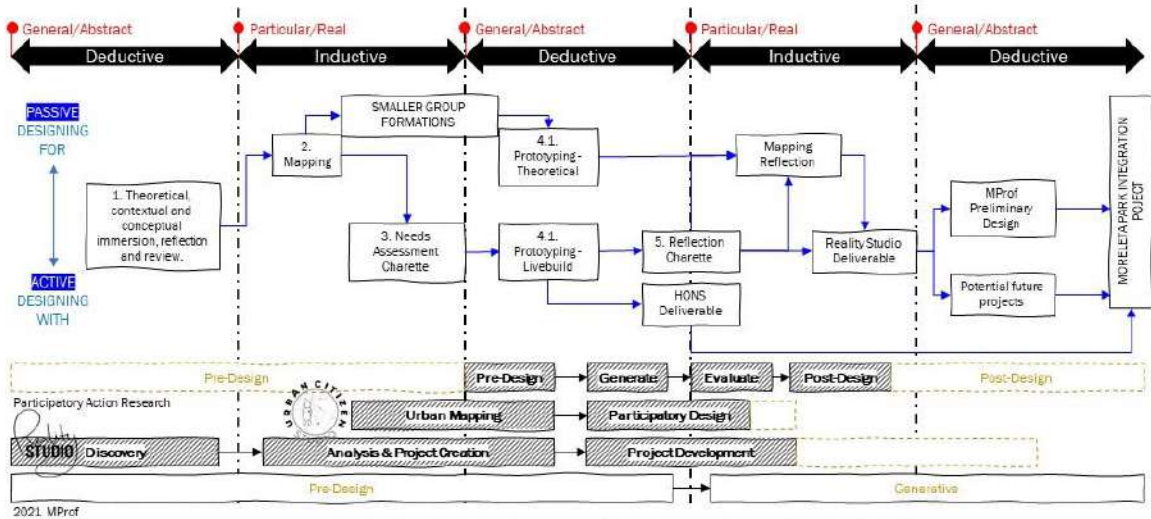 General/Abstract
Particular/Real
General/Abstract
Particular/Real
General/Abstract
Deductive
Inductive
Deductive
Inductive
Deductive
PASSIVE
DESIGNING
FOR
ACTIVE
DESIGNING
WITH
1. Theoretical,
contextual and
conceptual
immersion, reflection
and review.
2.
Mapping
SMALLER GROUP
FORMATIONS
3. Needs
Assessment
Charette
4.1.
Prototyping-
Theoretical
4.1.
Prototyping-
Livebuild
5. Reflection
Charette
HONS
Deliverable
Mapping
Reflection
Reality Studio
Deliverable
MProf
Preliminary
Design
Potential future
projects
MORELETA PARK INTEGRATION
POJECT
Pre-Design
Pre-Design
Generate
Evaluate
Post-Design
Post-Design
Participatory Action Research
URBAN CITIZEN
Urban Mapping
Participatory Design
Reality
STUDIO
Discovery
Analysis & Project Creation
Project Development
Pre-Design
Generative
2021 MProf